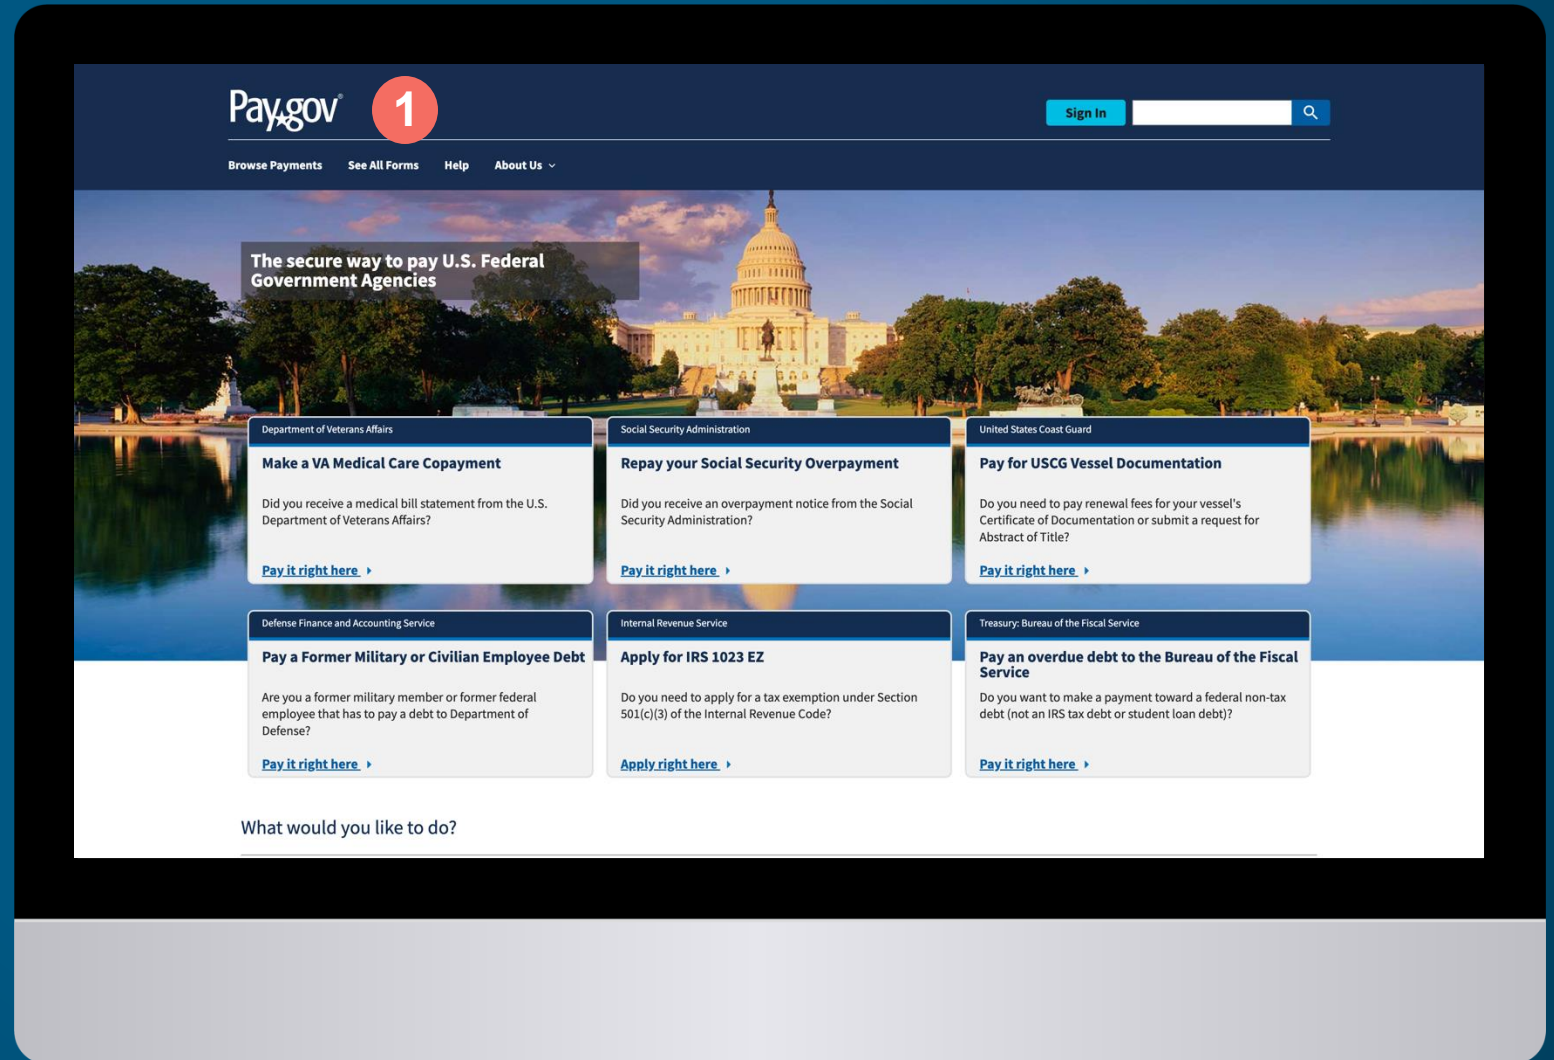 Pay.gov®
1
Sign In
Browse Payments
See All Forms
Help
About Us
The secure way to pay U.S. Federal
Government Agencies
Department of Veterans Affairs
Make a VA Medical Care Copayment
Did you receive a medical bill statement from the U.S.
Department of Veterans Affairs?
Pay it right here
Social Security Administration
Repay your Social Security Overpayment
Did you receive an overpayment notice from the Social
Security Administration?
Pay it right here
United States Coast Guard
Pay for USCG Vessel Documentation
Do you need to pay renewal fees for your vessel's
Certificate of Documentation or submit a request for
Abstract of Title?
Pay it right here
Defense Finance and Accounting Service
Pay a Former Military or Civilian Employee Debt
Are you a former military member or former federal
employee that has to pay a debt to Department of
Defense?
Pay it right here
Internal Revenue Service
Apply for IRS 1023 EZ
Do you need to apply for a tax exemption under Section
501(c)(3) of the Internal Revenue Code?
Apply right here
Treasury: Bureau of the Fiscal Service
Pay an overdue debt to the Bureau of the Fiscal
Service
Do you want to make a payment toward a federal non-tax
debt (not an IRS tax debt or student loan debt)?
Pay it right here
What would you like to do?